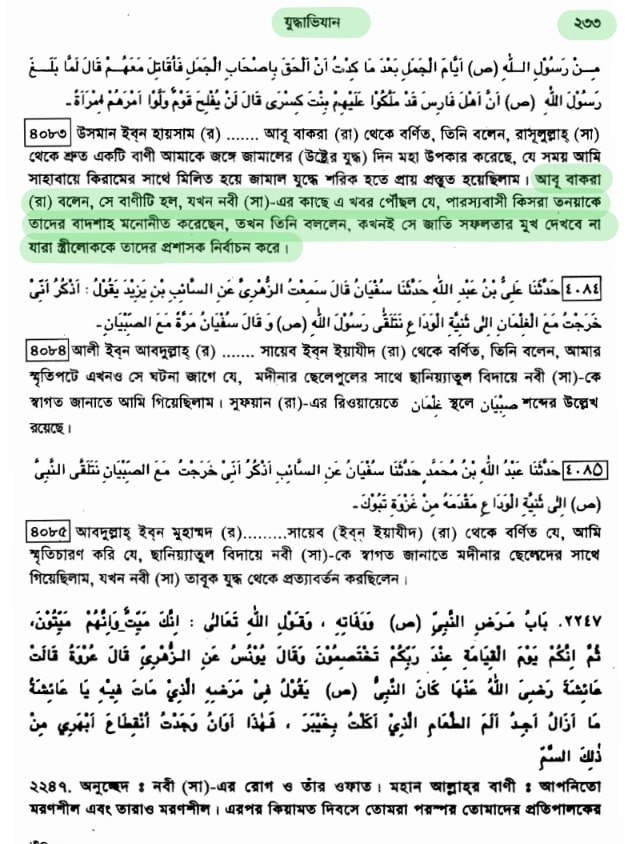 যুদ্ধাভিযান ২৩৩
مِنْ رَسُوْلِ اللّٰهِ (ص) أَيَّامَ الْجَمَلِ بَعْدَ مَا كِدْتُ أَنْ اَلْحَقَ بِاَصْحَابِ الْجَمَلِ فَأُقَاتِلَ مَعَهُمْ قَالَ لَمَّا بَلَغَ
رَسُوْلَ اللّٰهِ (ص) اَنَّ اَهْلَ فَارِسَ قَدْ مَلَّكُوْا عَلَيْهِمْ بِنْتَ كِسْرَى قَالَ لَنْ يُفْلِحَ قَوْمٌ وَلَّوْا اَمْرَهُمْ اِمْرَاَةً ـ
৪০৮৩ উসমান ইব্‌ন হায়সাম (র) ....... আবূ বাকরা (রা) থেকে বর্ণিত, তিনি বলেন, রাসূলুল্লাহ্ (সা)
থেকে শ্রুত একটি বাণী আমাকে জঙ্গে জামালের (উষ্ট্রের যুদ্ধ) দিন মহা উপকার করেছে, যে সময় আমি
সাহাবায়ে কিরামের সাথে মিলিত হয়ে জামাল যুদ্ধে শরিক হতে প্রায় প্রস্তুত হয়েছিলাম। আবূ বাকরা
(রা) বলেন, সে বাণীটি হল, যখন নবী (সা)-এর কাছে এ খবর পৌঁছল যে, পারস্যবাসী কিসরা তনয়াকে
তাদের বাদশাহ্ মনোনীত করেছেন, তখন তিনি বললেন, কখনই সে জাতি সফলতার মুখ দেখবে না
যারা স্ত্রীলোককে তাদের প্রশাসক নির্বাচন করে।
٤٠٨٤ حَدَّثَنَا عَلِىُّ بْنُ عَبْدِ اللّٰهِ حَدَّثَنَا سُفْيَانُ قَالَ سَمِعْتُ الزُّهْرِىَّ عَنِ السَّائِبِ بْنِ يَزِيْدَ يَقُوْلُ : اَذْكُرُ اَنِّىْ
خَرَجْتُ مَعَ الْغِلْمَانِ اِلٰى ثَنِيَّةِ الْوَدَاعِ نَتَلَقَّى رَسُوْلَ اللّٰهِ (ص) وَ قَالَ سُفْيَانُ مَرَّةً مَعَ الصِّبْيَانِ ـ
৪০৮৪ আলী ইব্‌ন আবদুল্লাহ্ (র) ....... সায়েব ইব্‌ন ইয়াযীদ (রা) থেকে বর্ণিত, তিনি বলেন, আমার
স্মৃতিপটে এখনও সে ঘটনা জাগে যে, মদীনার ছেলেপুলের সাথে ছানিয়্যাতুল বিদায়ে নবী (সা)-কে
স্বাগত জানাতে আমি গিয়েছিলাম। সুফয়ান (রা)-এর রিওয়ায়েতে غِلْمَان স্থলে صِبْيَان শব্দের উল্লেখ
রয়েছে।
٤٠٨٥ حَدَّثَنَا عَبْدُ اللّٰهِ بْنُ مُحَمَّدٍ حَدَّثَنَا سُفْيَانُ عَنِ السَّائِبِ اَذْكُرُ اَنِّىْ خَرَجْتُ مَعَ الصِّبْيَانِ نَتَلَقَّى النَّبِىَّ
(ص) اِلٰى ثَنِيَّةِ الْوَدَاعِ مَقْدَمَهُ مِنْ غَزْوَةِ تَبُوْكَ ـ
৪০৮৫ আবদুল্লাহ্ ইব্‌ন মুহাম্মদ (র).........সায়েব (ইব্‌ন ইয়াযীদ) (রা) থেকে বর্ণিত যে, আমি
স্মৃতিচারণ করি যে, ছানিয়্যাতুল বিদায়ে নবী (সা)-কে স্বাগত জানাতে মদীনার ছেলেদের সাথে
গিয়েছিলাম, যখন নবী (সা) তাবূক যুদ্ধ থেকে প্রত্যাবর্তন করছিলেন।
٢٢٤٧. بَابُ مَرَضِ النَّبِىِّ (ص) وَوَفَاتِهِ ، وَقَوْلِ اللّٰهِ تَعَالٰى : اِنَّكَ مَيِّتٌ وَاِنَّهُمْ مَيِّتُوْنَ،
ثُمَّ اِنَّكُمْ يَوْمَ الْقِيَامَةِ عِنْدَ رَبِّكُمْ تَخْتَصِمُوْنَ وَقَالَ يُوْنُسُ عَنِ الزُّهْرِىِّ قَالَ عُرْوَةُ قَالَتْ
عَائِشَةُ رَضِىَ اللّٰهُ عَنْهَا كَانَ النَّبِىُّ (ص) يَقُوْلُ فِىْ مَرَضِهِ الَّذِيْ مَاتَ فِيْهِ يَا عَائِشَةُ
مَا اَزَالُ اَجِدُ اَلَمَ الطَّعَامِ الَّذِيْ اَكَلْتُ بِخَيْبَرَ ، فَهٰذَا اَوَانُ وَجَدْتُ اُنْقِطَاعَ اَبْهَرِي مِنْ
ذٰلِكَ السَّمِّ
২২৪৭. অনুচ্ছেদ : নবী (সা)-এর রোগ ও তাঁর ওফাত। মহান আল্লাহ্‌র বাণী : আপনিতো
মরণশীল এবং তারাও মরণশীল। এরপর কিয়ামত দিবসে তোমরা পরস্পর তোমাদের প্রতিপালকের